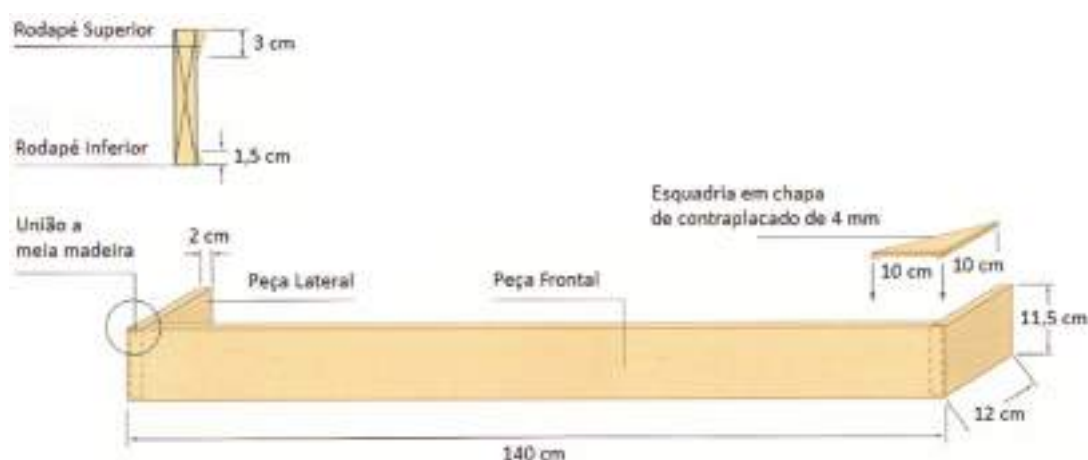 Rodapé Superior
3 cm
Rodapé Inferior
1,5 cm
Esquadria em chapa
de contraplacado de 4 mm
União a
meia madeira
2 cm
Peça Lateral
Peça Frontal
10 cm
10 cm
11,5 cm
12 cm
140 cm